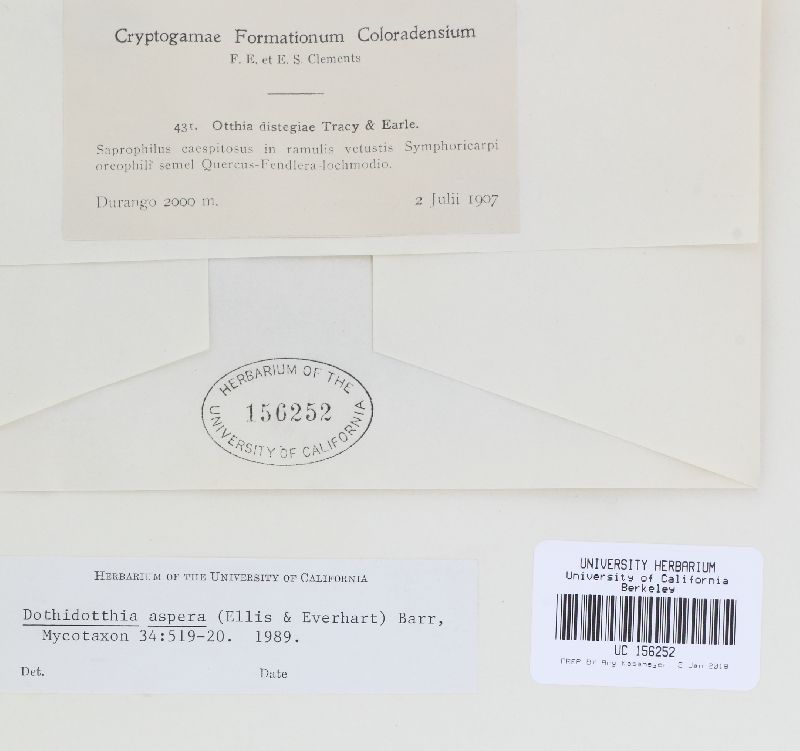 Cryptogamae Formationum Coloradensium
F. E. et E. S. Clements
431. Otthia distegiae Tracy & Earle.
Saprophilus caespitosus in ramulis vetustis Symphoricarpi
oreophili semel Quercus-Fendlera-lochmodio.
Durango 2000 m. 2 Julii 1907
HERBARIUM OF THE
156252
UNIVERSITY OF CALIFORNIA
HERBARIUM OF THE UNIVERSITY OF CALIFORNIA
Dothidotthia aspera (Ellis & Everhart) Barr,
Mycotaxon 34:519-20. 1989.
Det. Date
UNIVERSITY HERBARIUM
University of California
Berkeley
UC 156252
Jan 2018